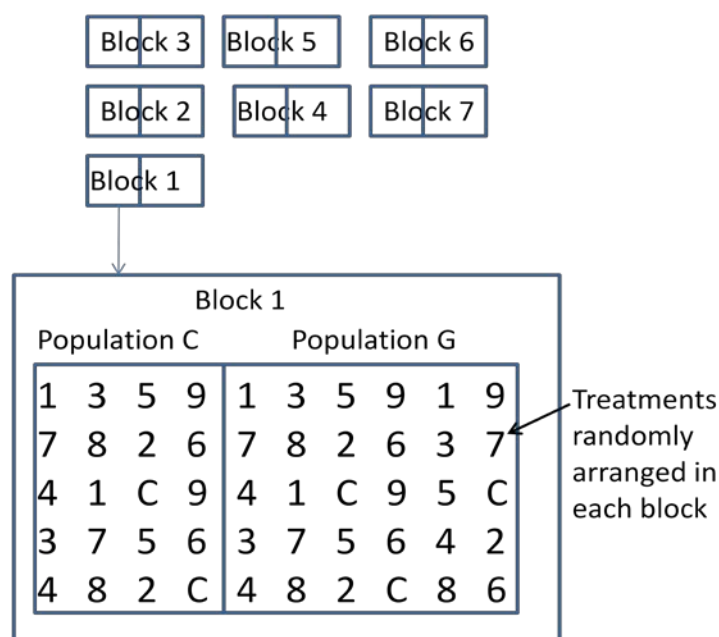 Block 3 Block 5 Block 6
Block 2 Block 4 Block 7
Block 1
Block 1
Population C Population G
1 3 5 9 1 3 5 9 1 9
7 8 2 6 7 8 2 6 3 7
4 1 C 9 4 1 C 9 5 C
3 7 5 6 3 7 5 6 4 2
4 8 2 C 4 8 2 C 8 6
Treatments
randomly
arranged in
each block